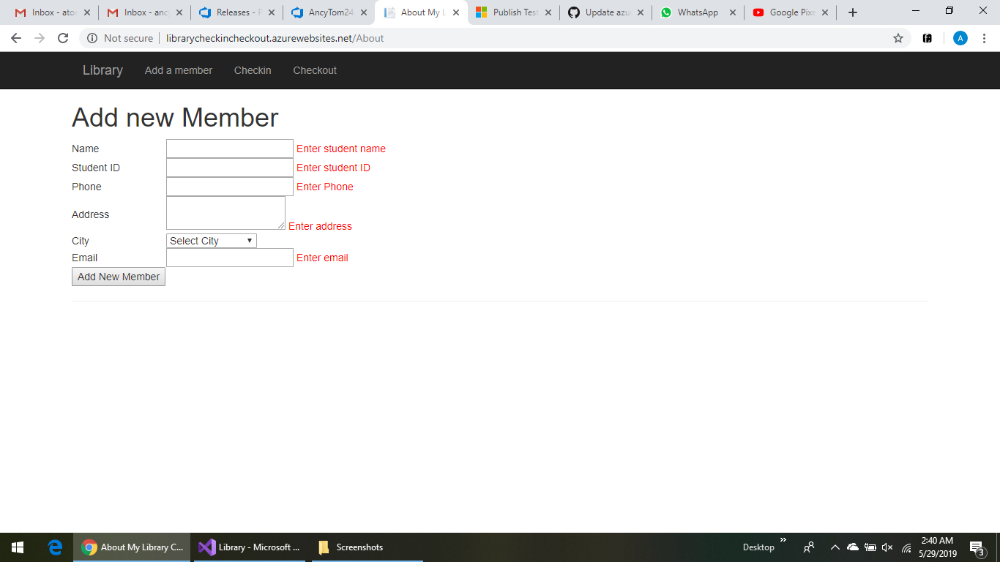 Inbox - ator
Inbox - anc
Releases - P
AncyTom24
About My L
Publish Test
Update azu
WhatsApp
Google Pixe
Not secure
librarycheckincheckout.azurewebsites.net/About
A
Library
Add a member
Checkin
Checkout
Add new Member
Name
Enter student name
Student ID
Enter student ID
Phone
Enter Phone
Address
Enter address
City
Select City
Email
Enter email
Add New Member
About My Library C...
Library - Microsoft ...
Screenshots
Desktop
2:40 AM
5/29/2019
3